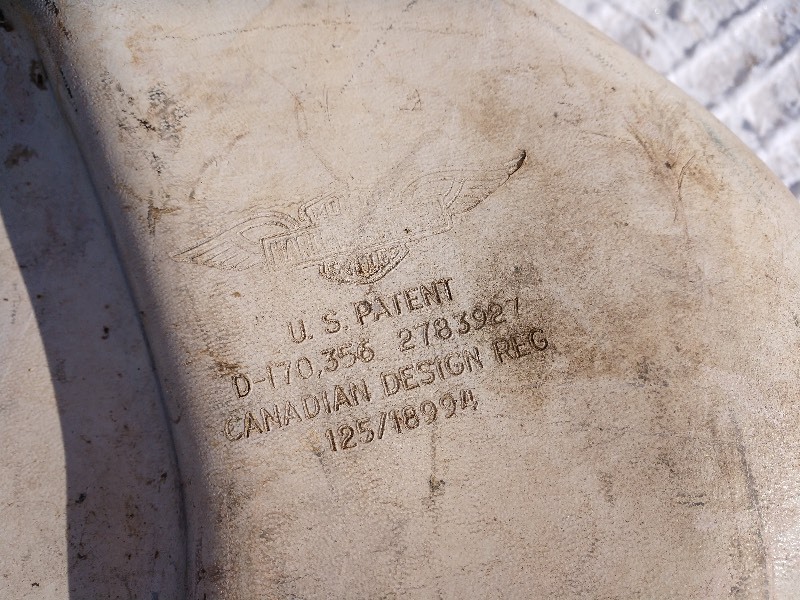 U. S. PATENT
D-170,356 2783927
CANADIAN DESIGN REG
125/18994